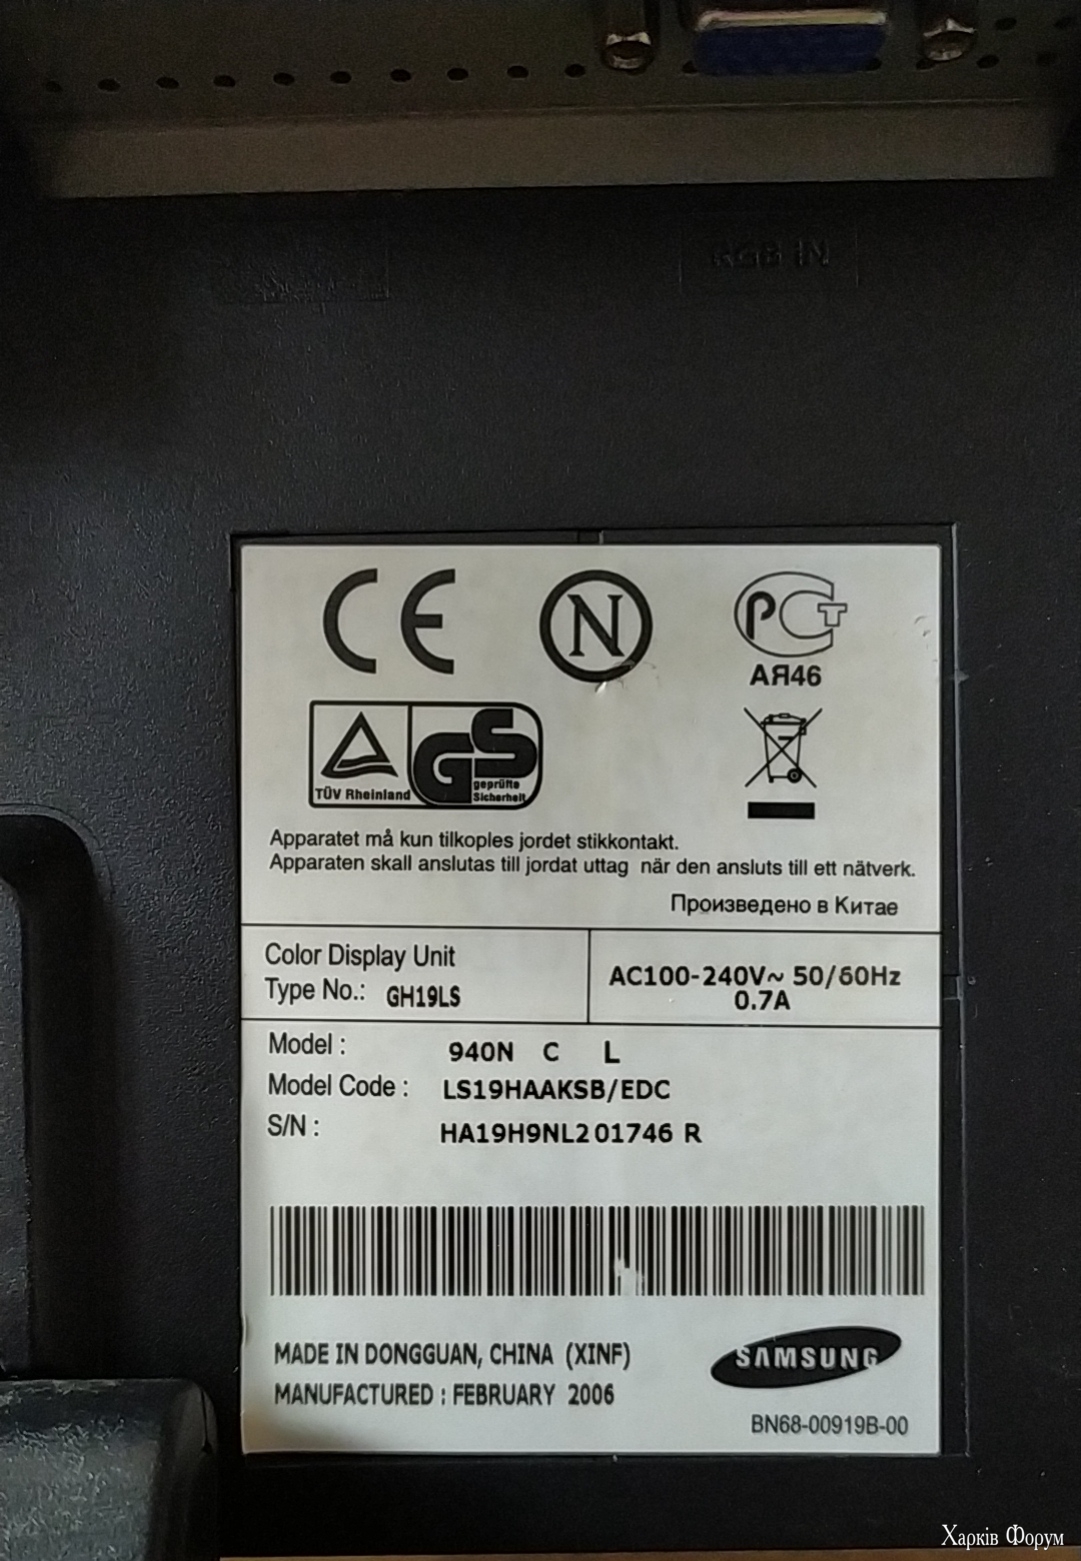 RGB IN
CE
N
РСТ
АЯ46
TÜV Rheinland
GS
geprüfte
Sicherheit
Apparatet må kun tilkoples jordet stikkontakt.
Apparaten skall anslutas till jordat uttag när den ansluts till ett nätverk.
Произведено в Китае
Color Display Unit
Type No.: GH19LS
AC100-240V~ 50/60Hz
0.7A
Model : 940N C L
Model Code : LS19HAAKSB/EDC
S/N : HA19H9NL201746 R
MADE IN DONGGUAN, CHINA (XINF)
MANUFACTURED : FEBRUARY 2006
SAMSUNG
BN68-00919B-00
Харків Форум